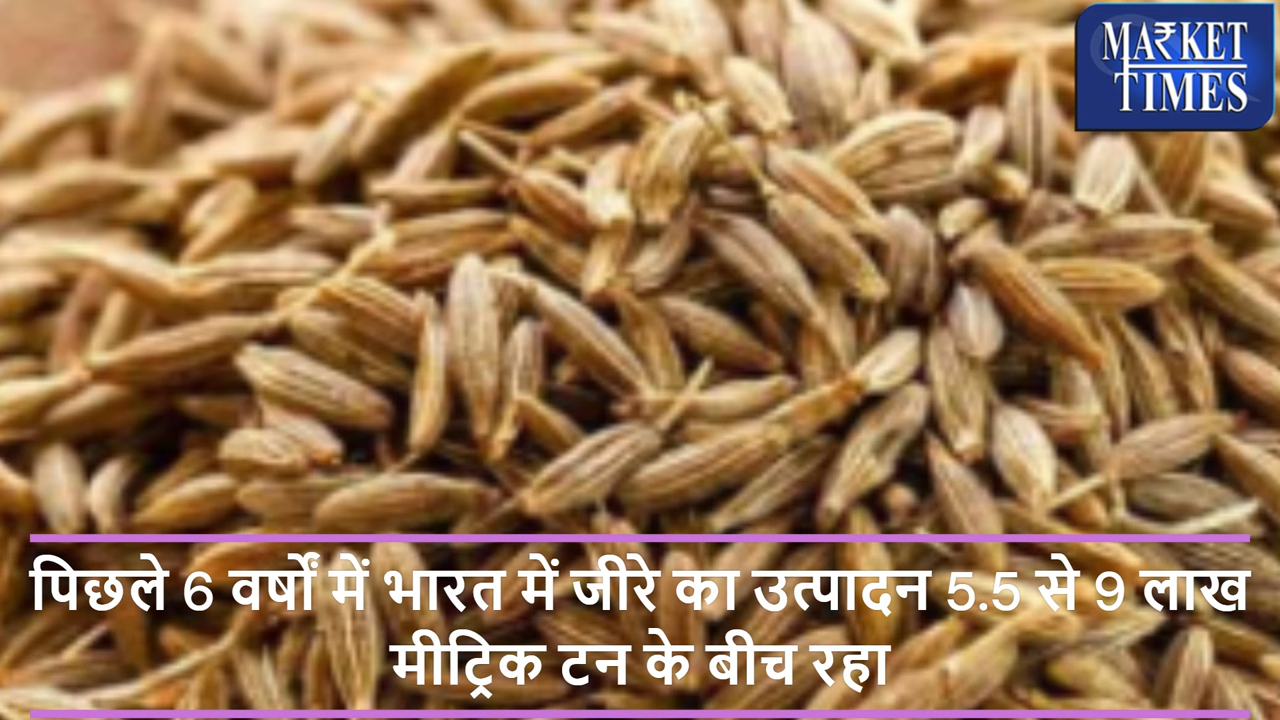 MA₹KET
TIMES
पिछले 6 वर्षों में भारत में जीरे का उत्पादन 5.5 से 9 लाख
मीट्रिक टन के बीच रहा